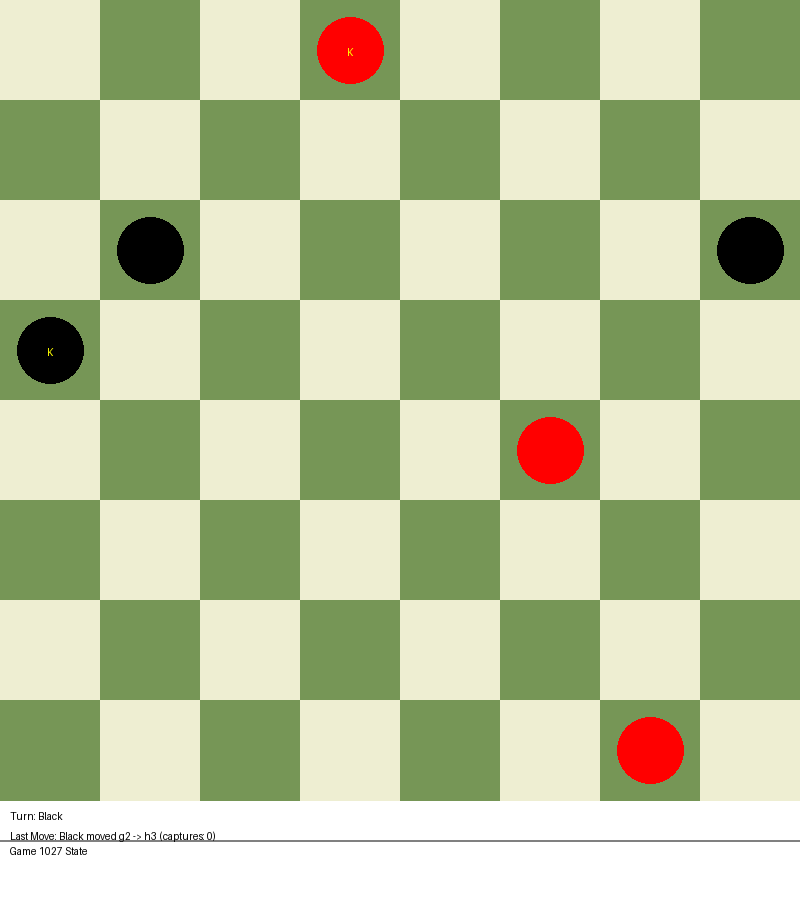 K
K
Turn: Black
Last Move: Black moved g2 -> h3 (captures: 0)
Game 1027 State